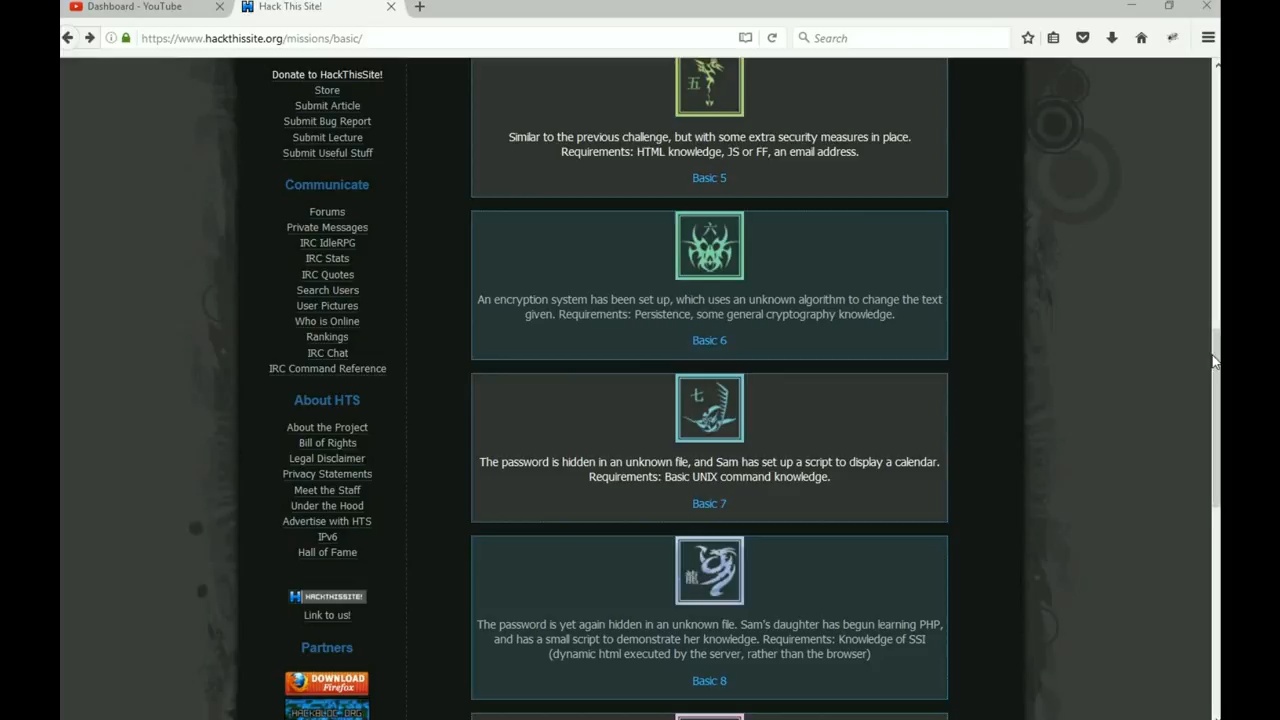 Dashboard - YouTube
Hack This Site!
https://www.hackthissite.org/missions/basic/
Search
Donate to HackThisSite!
Store
Submit Article
Submit Bug Report
Submit Lecture
Submit Useful Stuff
Communicate
Forums
Private Messages
IRC IdleRPG
IRC Stats
IRC Quotes
Search Users
User Pictures
Who is Online
Rankings
IRC Chat
IRC Command Reference
About HTS
About the Project
Bill of Rights
Legal Disclaimer
Privacy Statements
Meet the Staff
Under the Hood
Advertise with HTS
IPv6
Hall of Fame
HACKTHISSITE!
Link to us!
Partners
DOWNLOAD
Firefox
HACKBLOC.ORG
五
Similar to the previous challenge, but with some extra security measures in place.
Requirements: HTML knowledge, JS or FF, an email address.
Basic 5
六
An encryption system has been set up, which uses an unknown algorithm to change the text
given. Requirements: Persistence, some general cryptography knowledge.
Basic 6
七
The password is hidden in an unknown file, and Sam has set up a script to display a calendar.
Requirements: Basic UNIX command knowledge.
Basic 7
龍
The password is yet again hidden in an unknown file. Sam's daughter has begun learning PHP,
and has a small script to demonstrate her knowledge. Requirements: Knowledge of SSI
(dynamic html executed by the server, rather than the browser)
Basic 8